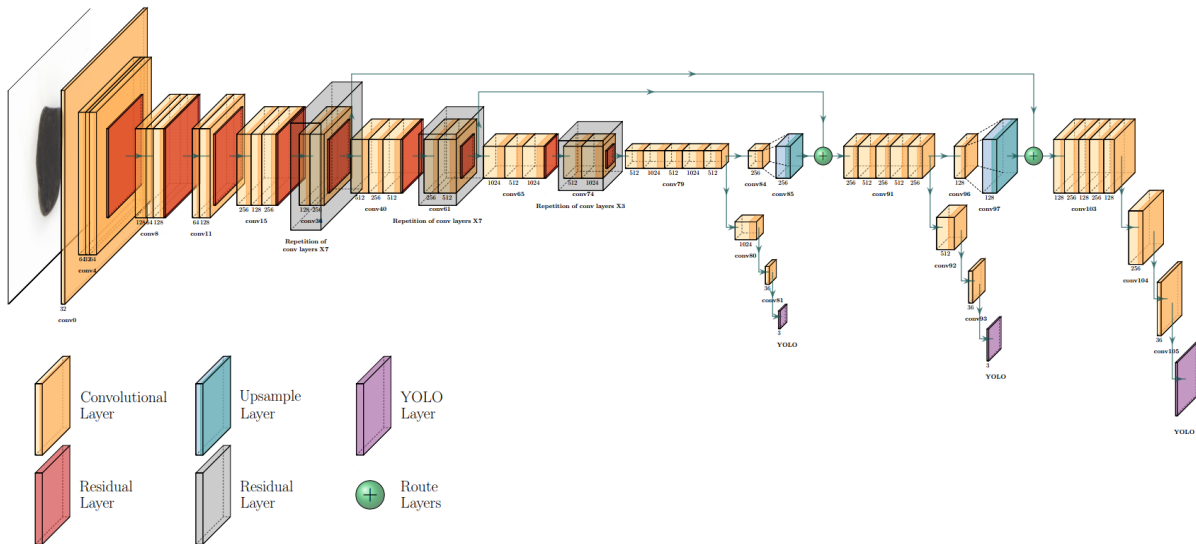 32
conv0
64 32 64
conv4
128 64 128
conv8
64 128
conv11
256 128 256
conv15
128 256
conv36
Repetition of
conv layers X7
512 256 512
conv40
256 512
conv61
Repetition of conv layers X7
1024 512 1024
conv65
512 1024
conv74
Repetition of conv layers X3
512 1024 512 1024 512
conv79
1024
conv80
36
conv81
3
YOLO
256
conv84
256
conv85
256 512 256 512 256
conv91
512
conv92
36
conv93
3
YOLO
128
conv96
128
conv97
128 256 128 256 128
conv103
256
conv104
36
conv105
YOLO
Convolutional
Layer
Upsample
Layer
YOLO
Layer
Residual
Layer
Residual
Layer
Route
Layers